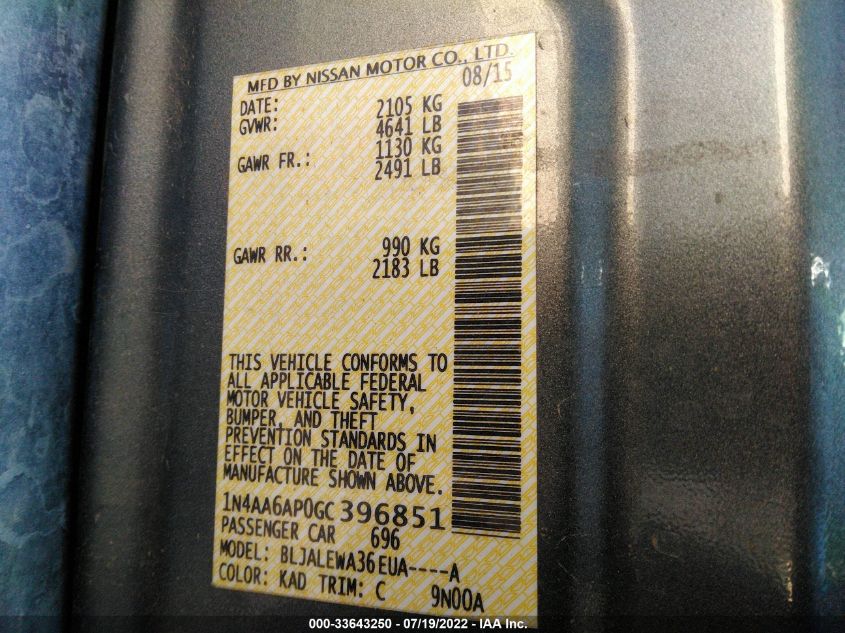 MFD BY NISSAN MOTOR CO., LTD.
08/15
DATE: 2105 KG
GVWR: 4641 LB
1130 KG
GAWR FR.: 2491 LB
GAWR RR.: 990 KG
2183 LB
THIS VEHICLE CONFORMS TO
ALL APPLICABLE FEDERAL
MOTOR VEHICLE SAFETY,
BUMPER, AND THEFT
PREVENTION STANDARDS IN
EFFECT ON THE DATE OF
MANUFACTURE SHOWN ABOVE.
1N4AA6AP0GC396851
PASSENGER CAR 696
MODEL: BLJALEWA36EUA----A
COLOR: KAD TRIM: C 9N00A
000-33643250 - 07/19/2022 - IAA Inc.